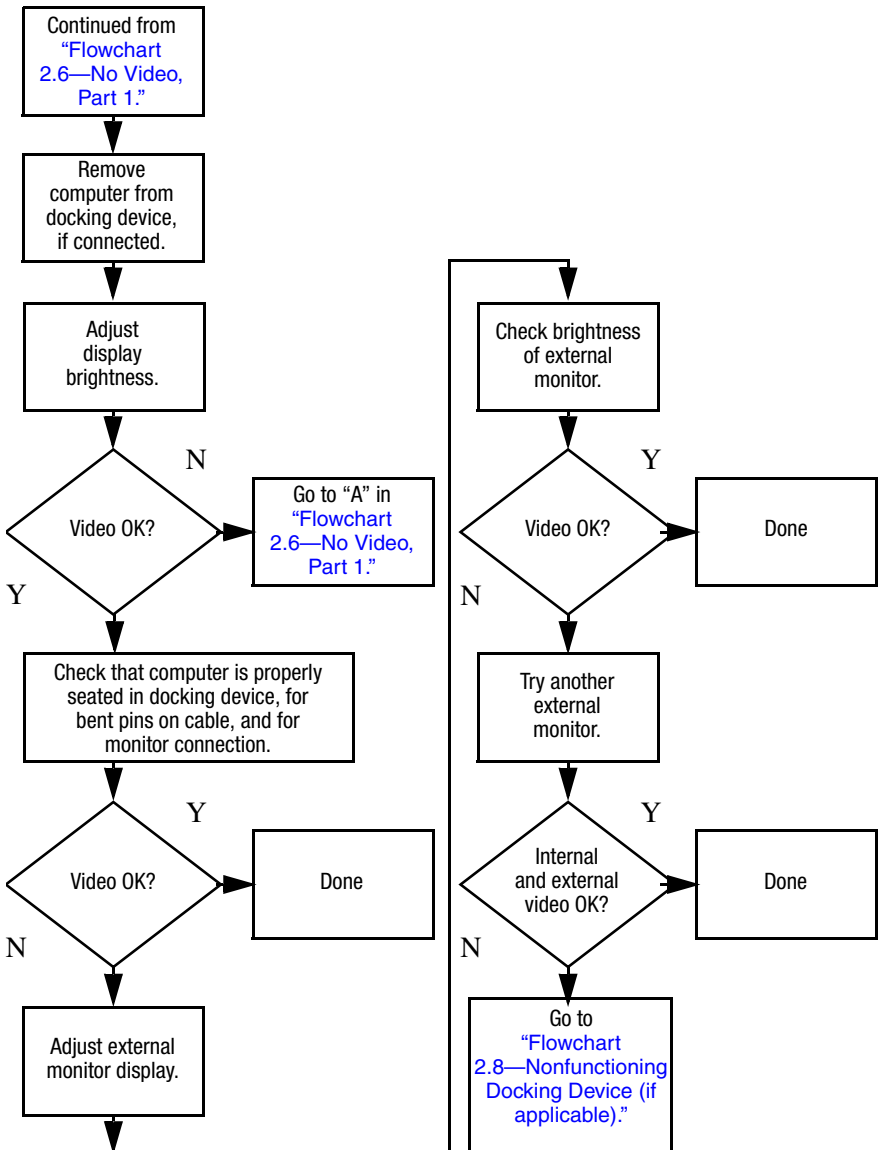 Continued from
“Flowchart
2.6—No Video,
Part 1.”
Remove
computer from
docking device,
if connected.
Adjust
display
brightness.
N
Video OK?
Go to “A” in
“Flowchart
2.6—No Video,
Part 1.”
Y
Check that computer is properly
seated in docking device, for
bent pins on cable, and for
monitor connection.
Y
Video OK?
Done
N
Adjust external
monitor display.
Check brightness
of external
monitor.
Y
Video OK?
Done
N
Try another
external
monitor.
Y
Internal
and external
video OK?
Done
N
Go to
“Flowchart
2.8—Nonfunctioning
Docking Device (if
applicable).”